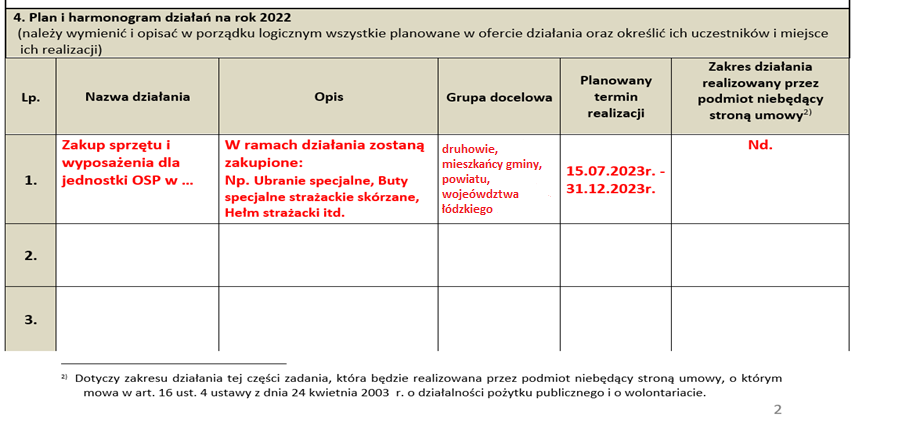 4. Plan i harmonogram działań na rok 2022
(należy wymienić i opisać w porządku logicznym wszystkie planowane w ofercie działania oraz określić ich uczestników i miejsce
ich realizacji)
Lp.
Nazwa działania
Opis
Grupa docelowa
Planowany
termin
realizacji
Zakres działania
realizowany przez
podmiot niebędący
stroną umowy2)
1.
Zakup sprzętu i
wyposażenia dla
jednostki OSP w ...
W ramach działania zostaną
zakupione:
Np. Ubranie specjalne, Buty
specjalne strażackie skórzane,
Hełm strażacki itd.
druhowie,
mieszkańcy gminy,
powiatu,
wojeówdztwa
łódzkiego
15.07.2023r. -
31.12.2023r.
Nd.
2.
3.
2) Dotyczy zakresu działania tej części zadania, która będzie realizowana przez podmiot niebędący stroną umowy, o którym
mowa w art. 16 ust. 4 ustawy z dnia 24 kwietnia 2003 r. o działalności pożytku publicznego i o wolontariacie.
2